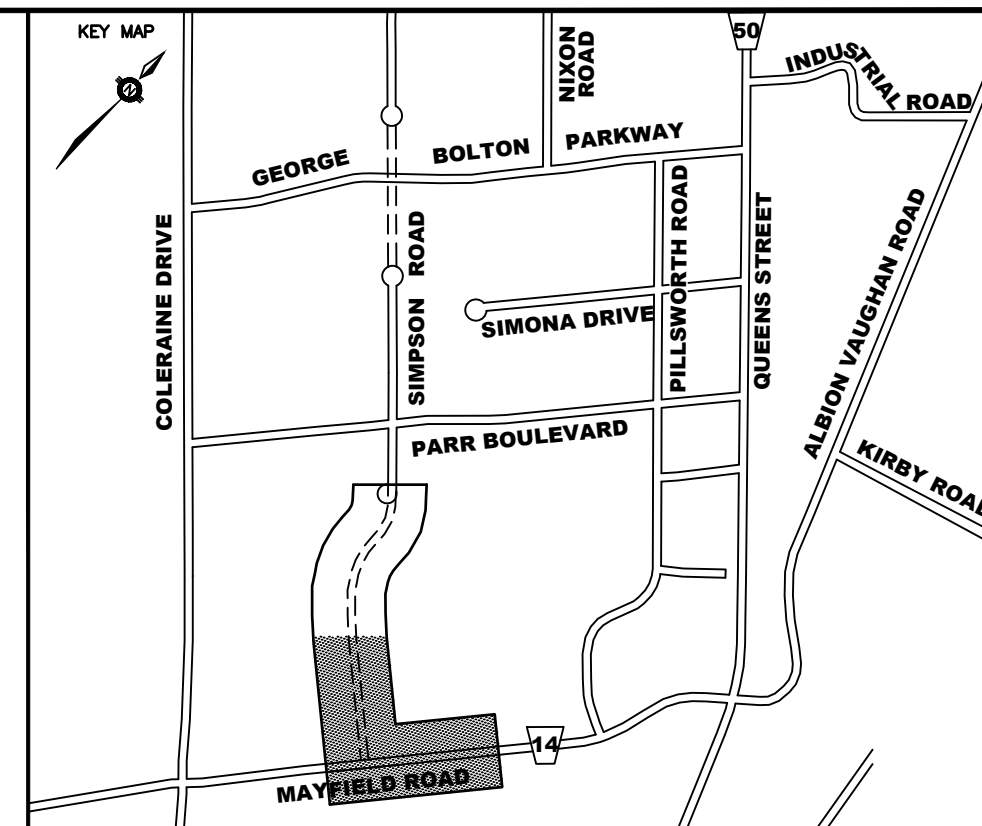 KEY MAP
N
50
NIXON
ROAD
INDUSTRIAL ROAD
GEORGE BOLTON PARKWAY
COLERAINE DRIVE
SIMPSON ROAD
PILLSWORTH ROAD
QUEENS STREET
ALBION VAUGHAN ROAD
SIMONA DRIVE
PARR BOULEVARD
KIRBY ROAD
14
MAYFIELD ROAD